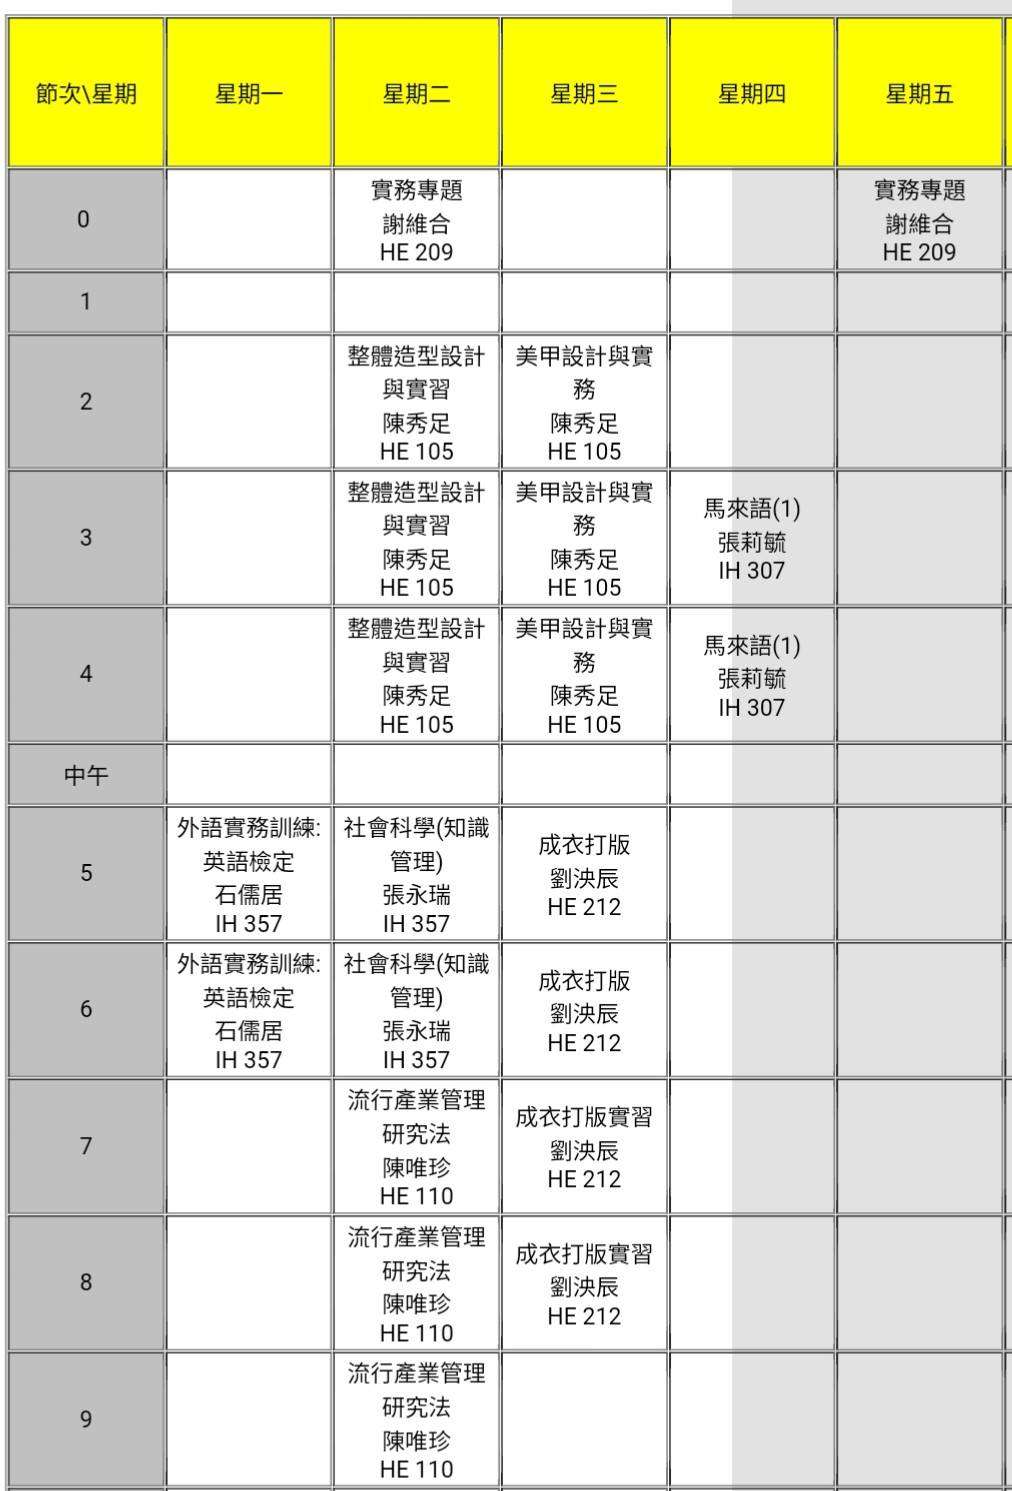 節次\星期
星期一
星期二
星期三
星期四
星期五
0
實務專題
謝維合
HE 209
實務專題
謝維合
HE 209
1
2
整體造型設計
與實習
陳秀足
HE 105
美甲設計與實
務
陳秀足
HE 105
3
整體造型設計
與實習
陳秀足
HE 105
美甲設計與實
務
陳秀足
HE 105
馬來語(1)
張莉毓
IH 307
4
整體造型設計
與實習
陳秀足
HE 105
美甲設計與實
務
陳秀足
HE 105
馬來語(1)
張莉毓
IH 307
中午
5
外語實務訓練:
英語檢定
石儒居
IH 357
社會科學(知識
管理)
張永瑞
IH 357
成衣打版
劉泱辰
HE 212
6
外語實務訓練:
英語檢定
石儒居
IH 357
社會科學(知識
管理)
張永瑞
IH 357
成衣打版
劉泱辰
HE 212
7
流行產業管理
研究法
陳唯珍
HE 110
成衣打版實習
劉泱辰
HE 212
8
流行產業管理
研究法
陳唯珍
HE 110
成衣打版實習
劉泱辰
HE 212
9
流行產業管理
研究法
陳唯珍
HE 110